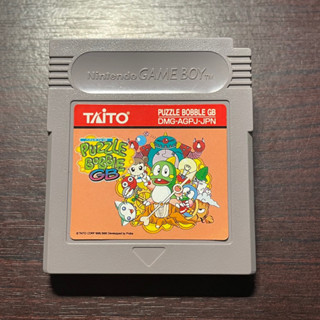 Nintendo GAME BOY™
TAITO
PUZZLE BOBBLE GB
DMG-AGPJ-JPN
PUZZLE
BOBBLE
GB